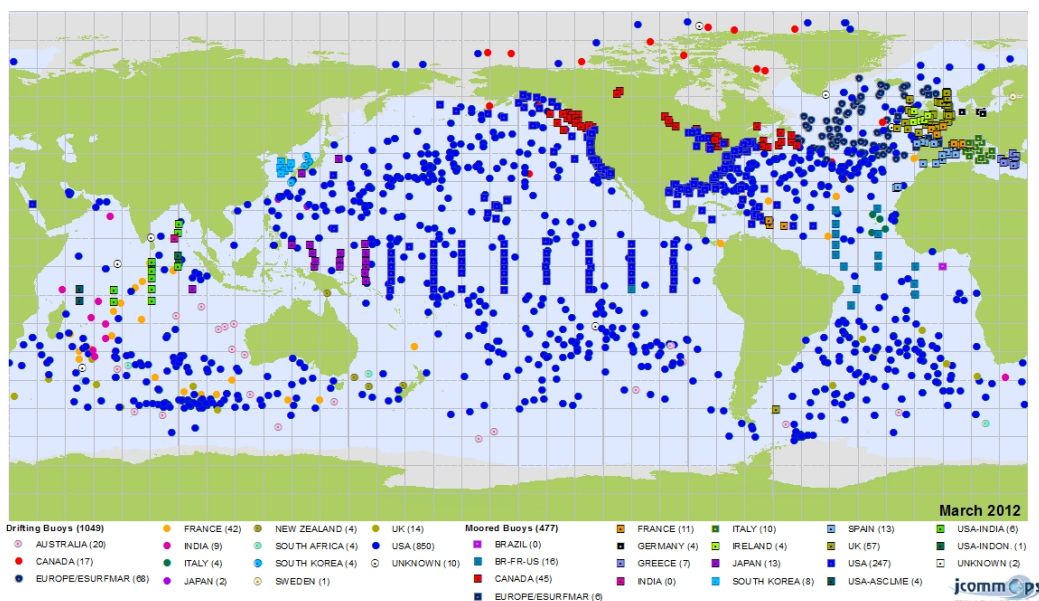 March 2012
Drifting Buoys (1049)
AUSTRALIA (20)
CANADA (17)
EUROPE/ESURFMAR (68)
FRANCE (42)
INDIA (9)
ITALY (4)
JAPAN (2)
NEW ZEALAND (4)
SOUTH AFRICA (4)
SOUTH KOREA (4)
SWEDEN (1)
UK (14)
USA (850)
UNKNOWN (10)
Moored Buoys (477)
BRAZIL (0)
BR-FR-US (16)
CANADA (45)
EUROPE/ESURFMAR (6)
FRANCE (11)
GERMANY (4)
GREECE (7)
INDIA (0)
ITALY (10)
IRELAND (4)
JAPAN (13)
SOUTH KOREA (8)
SPAIN (13)
UK (57)
USA (247)
USA-ASCLME (4)
USA-INDIA (6)
USA-INDON. (1)
UNKNOWN (2)
jcommops